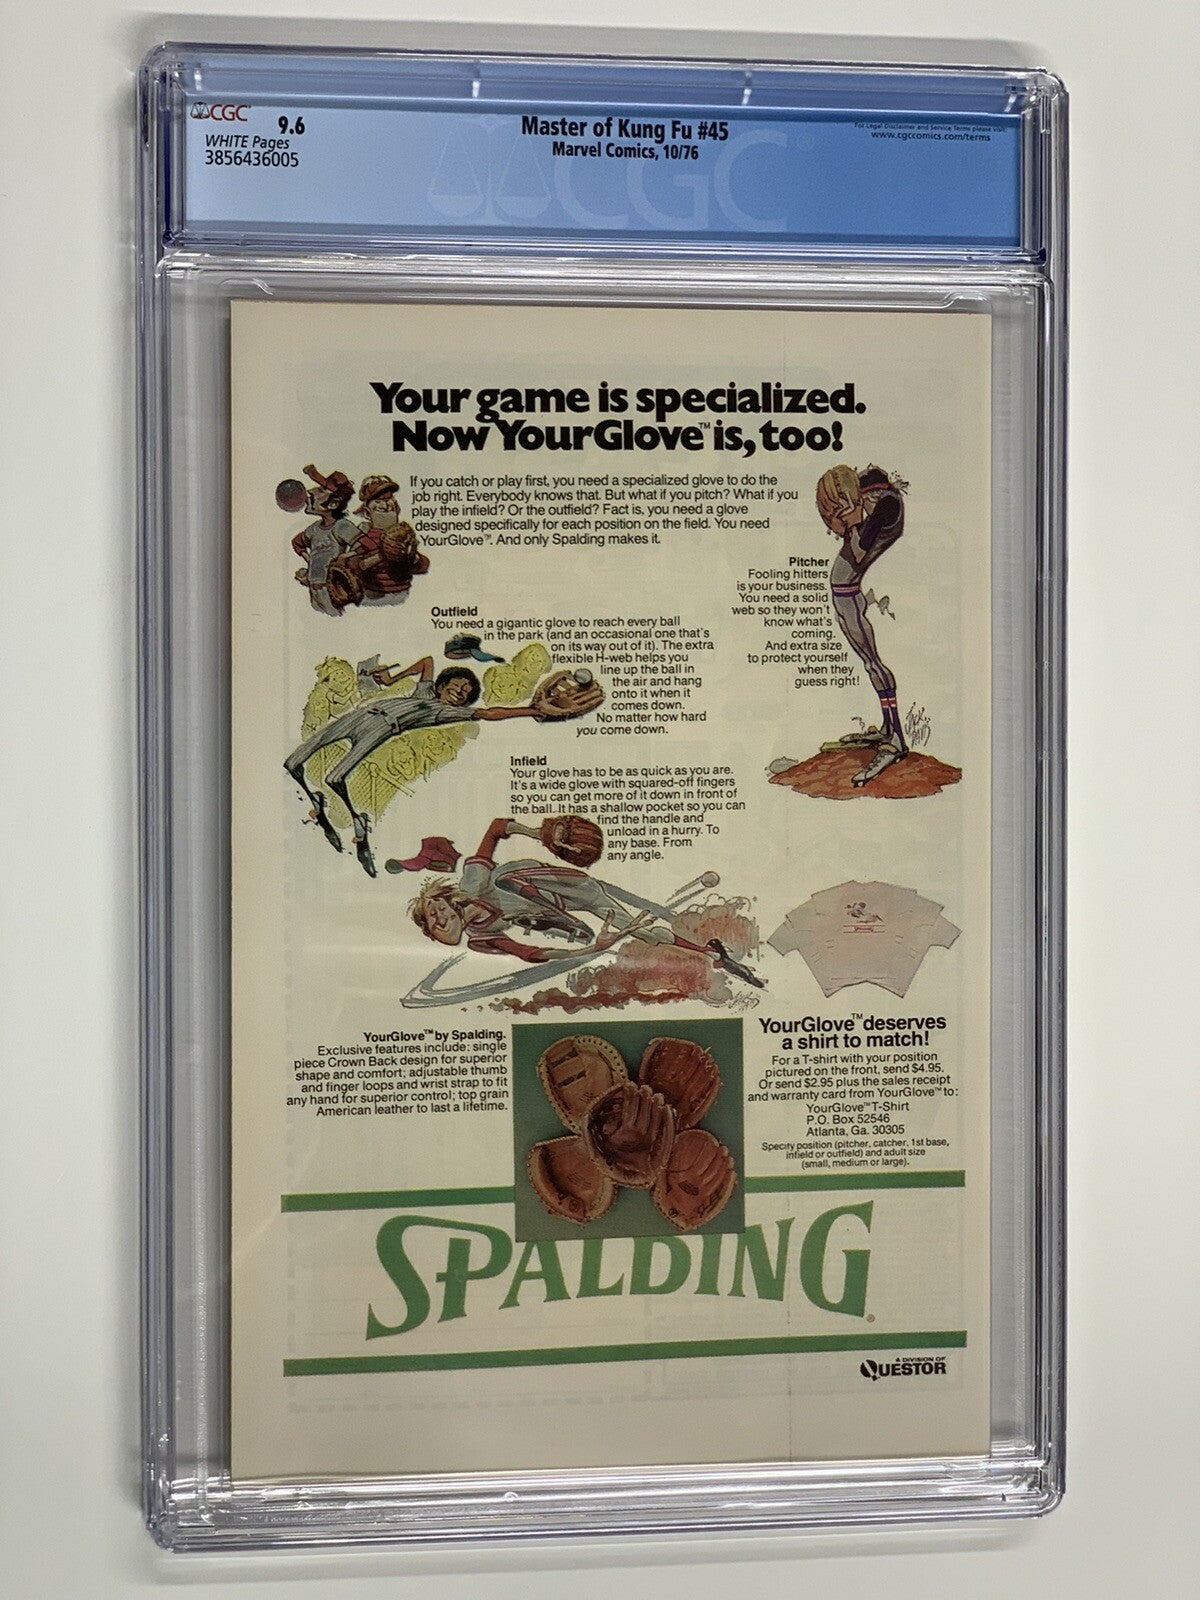 CGC
9.6
WHITE Pages
3856436005
Master of Kung Fu #45
Marvel Comics, 10/76
For Legal Disclaimer and Service Terms please visit:
www.cgccomics.com/terms
CGC
Your game is specialized.
Now YourGlove™ is, too!
If you catch or play first, you need a specialized glove to do the
job right. Everybody knows that. But what if you pitch? What if you
play the infield? Or the outfield? Fact is, you need a glove
designed specifically for each position on the field. You need
YourGlove™. And only Spalding makes it.
Pitcher
Fooling hitters
is your business.
You need a solid
web so they won't
know what's
coming.
And extra size
to protect yourself
when they
guess right!
JACK
DAVIS
Outfield
You need a gigantic glove to reach every ball
in the park (and an occasional one that's
on its way out of it). The extra
flexible H-web helps you
line up the ball in
the air and hang
onto it when it
comes down.
No matter how hard
you come down.
Infield
Your glove has to be as quick as you are.
It's a wide glove with squared-off fingers
so you can get more of it down in front of
the ball. It has a shallow pocket so you can
find the handle and
unload in a hurry. To
any base. From
any angle.
YourGlove™ by Spalding.
Exclusive features include: single
piece Crown Back design for superior
shape and comfort; adjustable thumb
and finger loops and wrist strap to fit
any hand for superior control; top grain
American leather to last a lifetime.
YourGlove™ deserves
a shirt to match!
For a T-shirt with your position
pictured on the front, send $4.95.
Or send $2.95 plus the sales receipt
and warranty card from YourGlove™ to:
YourGlove™ T-Shirt
P.O. Box 52546
Atlanta, Ga. 30305
Specify position (pitcher, catcher, 1st base,
infield or outfield) and adult size
(small, medium or large).
SPALDING®
A DIVISION OF
QUESTOR